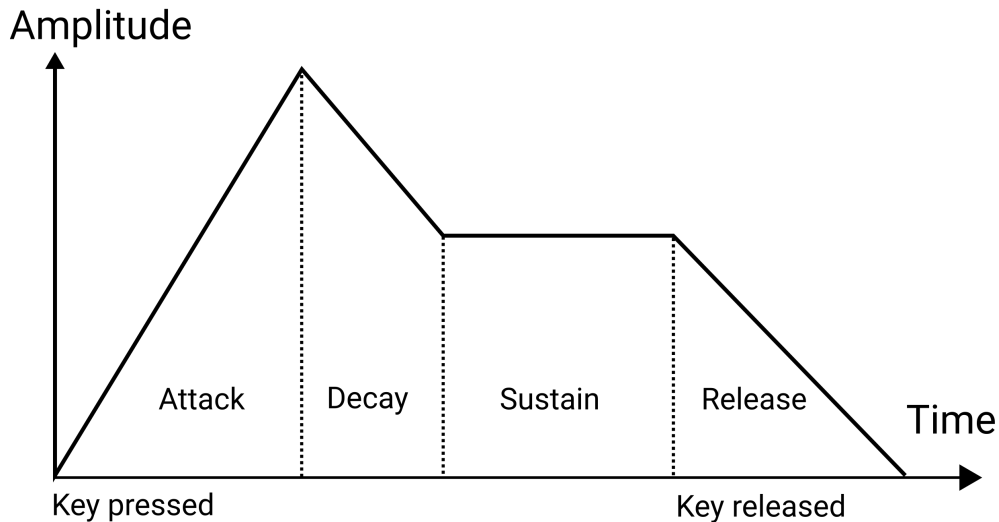 Amplitude
Attack
Decay
Sustain
Release
Time
Key pressed
Key released